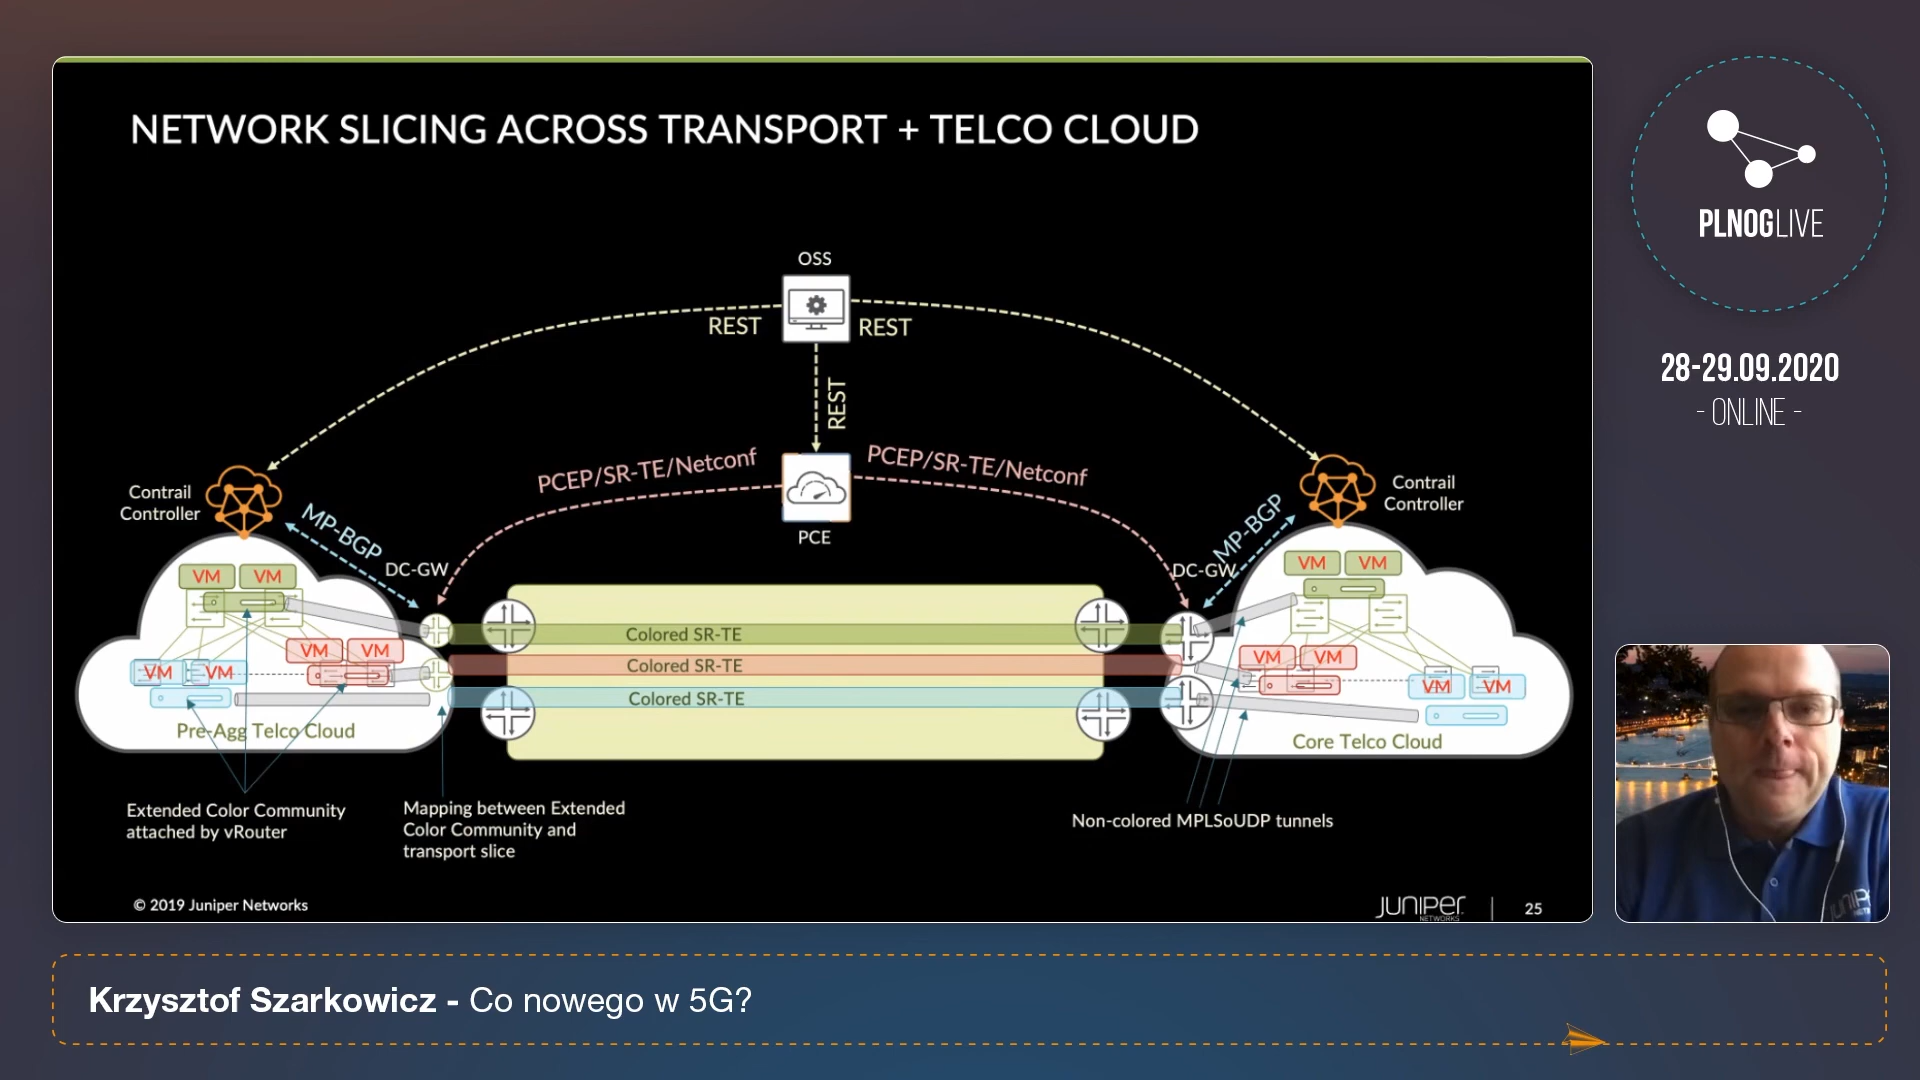 NETWORK SLICING ACROSS TRANSPORT + TELCO CLOUD
OSS
REST
REST
REST
PCEP/SR-TE/Netconf
PCEP/SR-TE/Netconf
PCE
Contrail
Controller
MP-BGP
DC-GW
Contrail
Controller
MP-BGP
DC-GW
VM
VM
VM
VM
VM
VM
Pre-Agg Telco Cloud
Colored SR-TE
Colored SR-TE
Colored SR-TE
VM
VM
VM
VM
VM
VM
Core Telco Cloud
Extended Color Community
attached by vRouter
Mapping between Extended
Color Community and
transport slice
Non-colored MPLSoUDP tunnels
© 2019 Juniper Networks
JUNIPER
NETWORKS
25
PLNOGLIVE
28-29.09.2020
- ONLINE -
Krzysztof Szarkowicz - Co nowego w 5G?